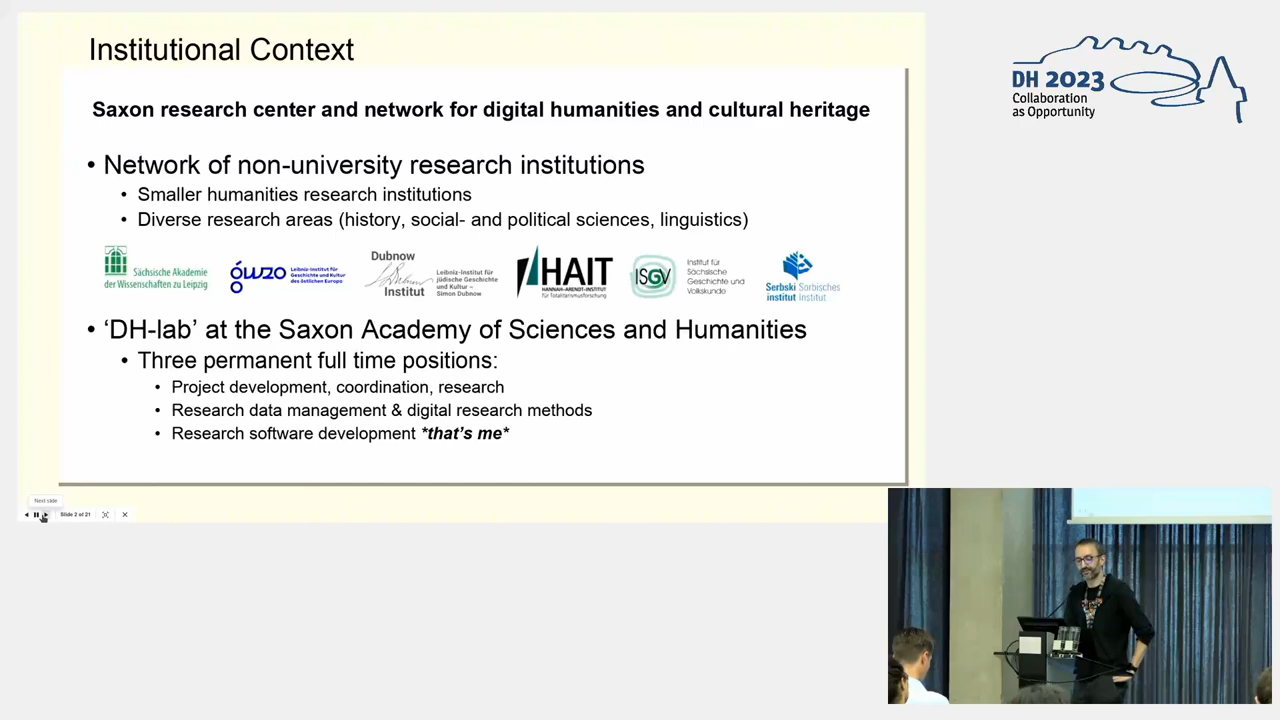 Institutional Context
Saxon research center and network for digital humanities and cultural heritage
• Network of non-university research institutions
• Smaller humanities research institutions
• Diverse research areas (history, social- and political sciences, linguistics)
Sächsische Akademie
der Wissenschaften zu Leipzig
gwzo
Leibniz-Institut für
Geschichte und Kultur
des östlichen Europa
Dubnow
Institut
Leibniz-Institut für
jüdische Geschichte
und Kultur –
Simon Dubnow
HAIT
HANNAH-ARENDT-INSTITUT
für Totalitarismusforschung
ISGV
Institut für
Sächsische
Geschichte und
Volkskunde
Serbski Sorbisches
institut Institut
• ‘DH-lab’ at the Saxon Academy of Sciences and Humanities
• Three permanent full time positions:
• Project development, coordination, research
• Research data management & digital research methods
• Research software development *that’s me*
Next slide
Slide 2 of 21
DH 2023
Collaboration
as Opportunity